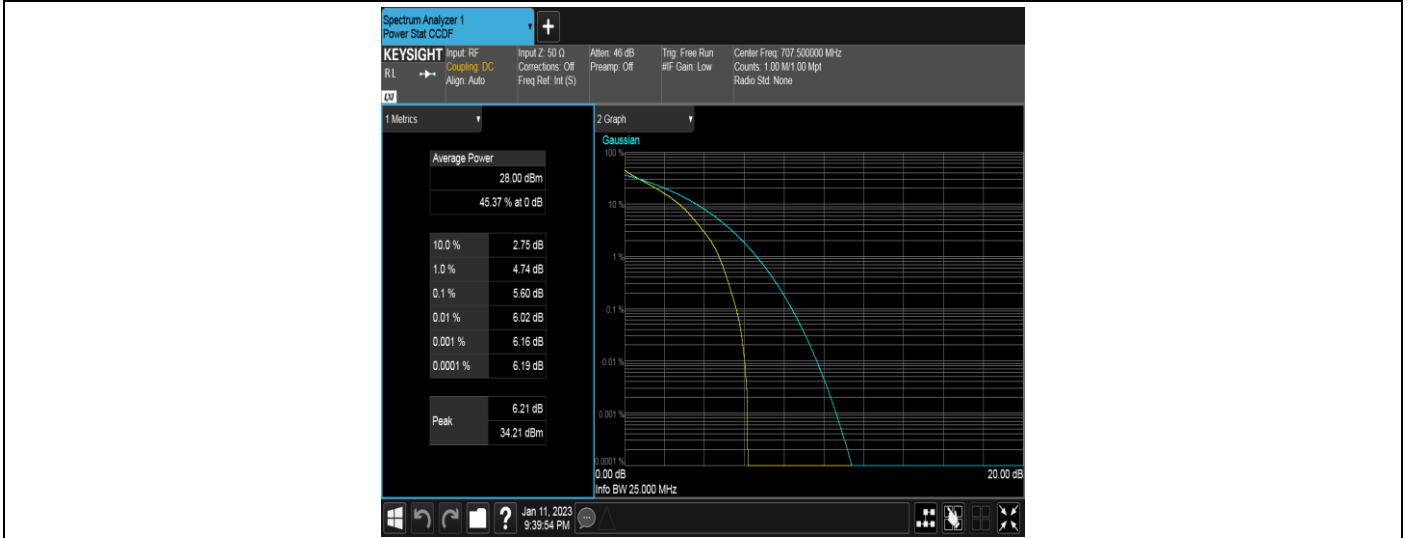 Spectrum Analyzer 1
Power Stat CCDF
+
KEYSIGHT
RL
LXI
Input: RF
Coupling: DC
Align: Auto
Input Z: 50 Ω
Corrections: Off
Freq Ref: Int (S)
Atten: 46 dB
Preamp: Off
Trig: Free Run
#IF Gain: Low
Center Freq: 707.500000 MHz
Counts: 1.00 M/1.00 Mpt
Radio Std: None
1 Metrics
Average Power
28.00 dBm
45.37 % at 0 dB
10.0 % 2.75 dB
1.0 % 4.74 dB
0.1 % 5.60 dB
0.01 % 6.02 dB
0.001 % 6.16 dB
0.0001 % 6.19 dB
Peak
6.21 dB
34.21 dBm
2 Graph
Gaussian
100 %
10 %
1 %
0.1 %
0.01 %
0.001 %
0.0001 %
0.00 dB 20.00 dB
Info BW 25.000 MHz
?
Jan 11, 2023
9:39:54 PM